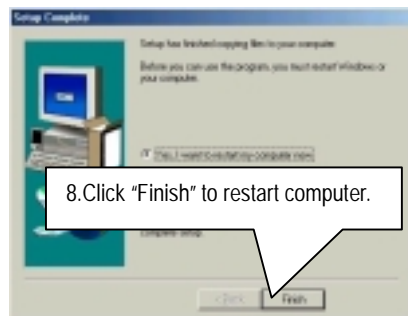 Setup Complete
Setup has finished copying files to your computer.
Before you can use the program, you must restart Windows or
your computer.
Yes, I want to restart my computer now.
8.Click “Finish” to restart computer.
complete setup.
< Back
Finish